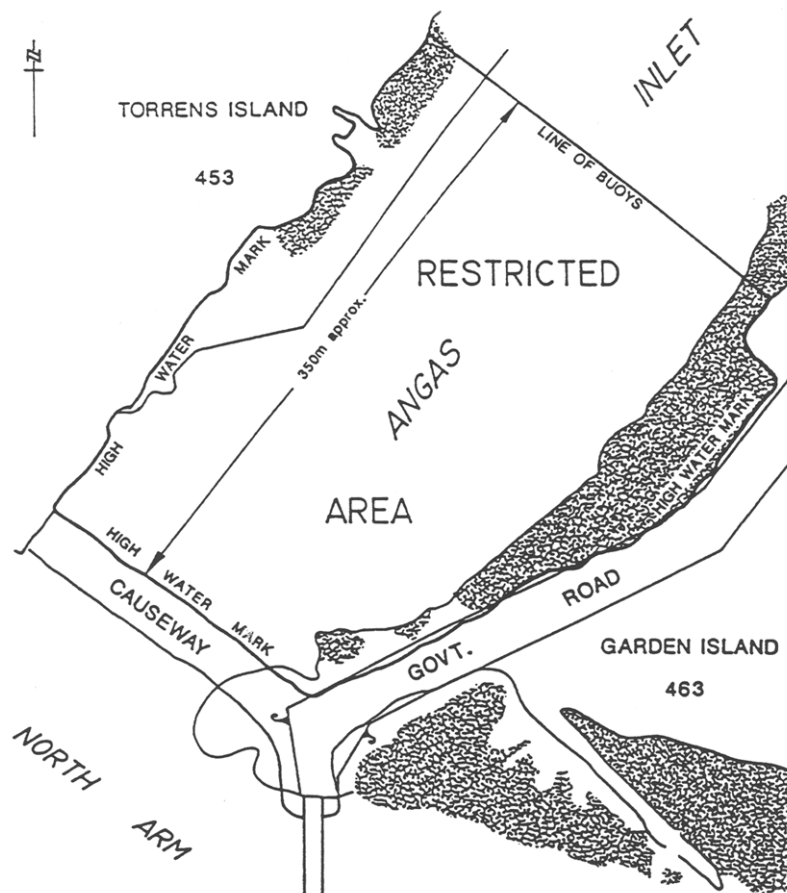 N
INLET
TORRENS ISLAND
453
LINE OF BUOYS
RESTRICTED
HIGH WATER MARK
350m approx.
ANGAS
HIGH WATER MARK
AREA
HIGH WATER MARK
CAUSEWAY
GOVT. ROAD
GARDEN ISLAND
463
NORTH ARM